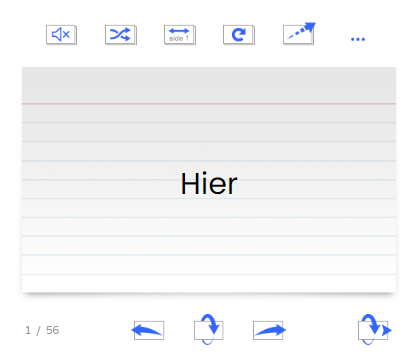 side 1
...
Hier
1 / 56